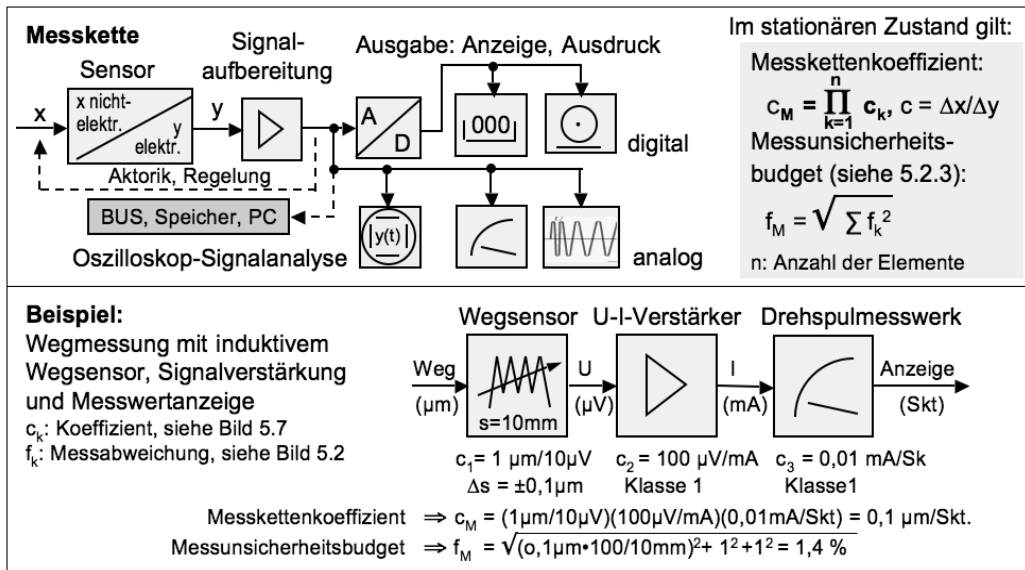 Messkette
Sensor
Signal-
aufbereitung
Ausgabe: Anzeige, Ausdruck
x
x nicht-
elektr.
y
elektr.
y
A
D
|000|
digital
Aktorik, Regelung
BUS, Speicher, PC
Oszilloskop-Signalanalyse
|y(t)|
analog
Im stationären Zustand gilt:
Messkettenkoeffizient:
c_M = ∏_{k=1}^{n} c_k, c = Δx/Δy
Messunsicherheits-
budget (siehe 5.2.3):
f_M = √ Σ f_k²
n: Anzahl der Elemente
Beispiel:
Wegmessung mit induktivem
Wegsensor, Signalverstärkung
und Messwertanzeige
c_k: Koeffizient, siehe Bild 5.7
f_k: Messabweichung, siehe Bild 5.2
Wegsensor U-I-Verstärker Drehspulmesswerk
Weg
(µm)
s=10mm
U
(µV)
I
(mA)
Anzeige
(Skt)
c₁= 1 µm/10µV c₂ = 100 µV/mA c₃ = 0,01 mA/Sk
Δs = ±0,1µm Klasse 1 Klasse1
Messkettenkoeffizient ⇒ c_M = (1µm/10µV)(100µV/mA)(0,01mA/Skt) = 0,1 µm/Skt.
Messunsicherheitsbudget ⇒ f_M = √(o,1µm•100/10mm)²+ 1² +1² = 1,4 %